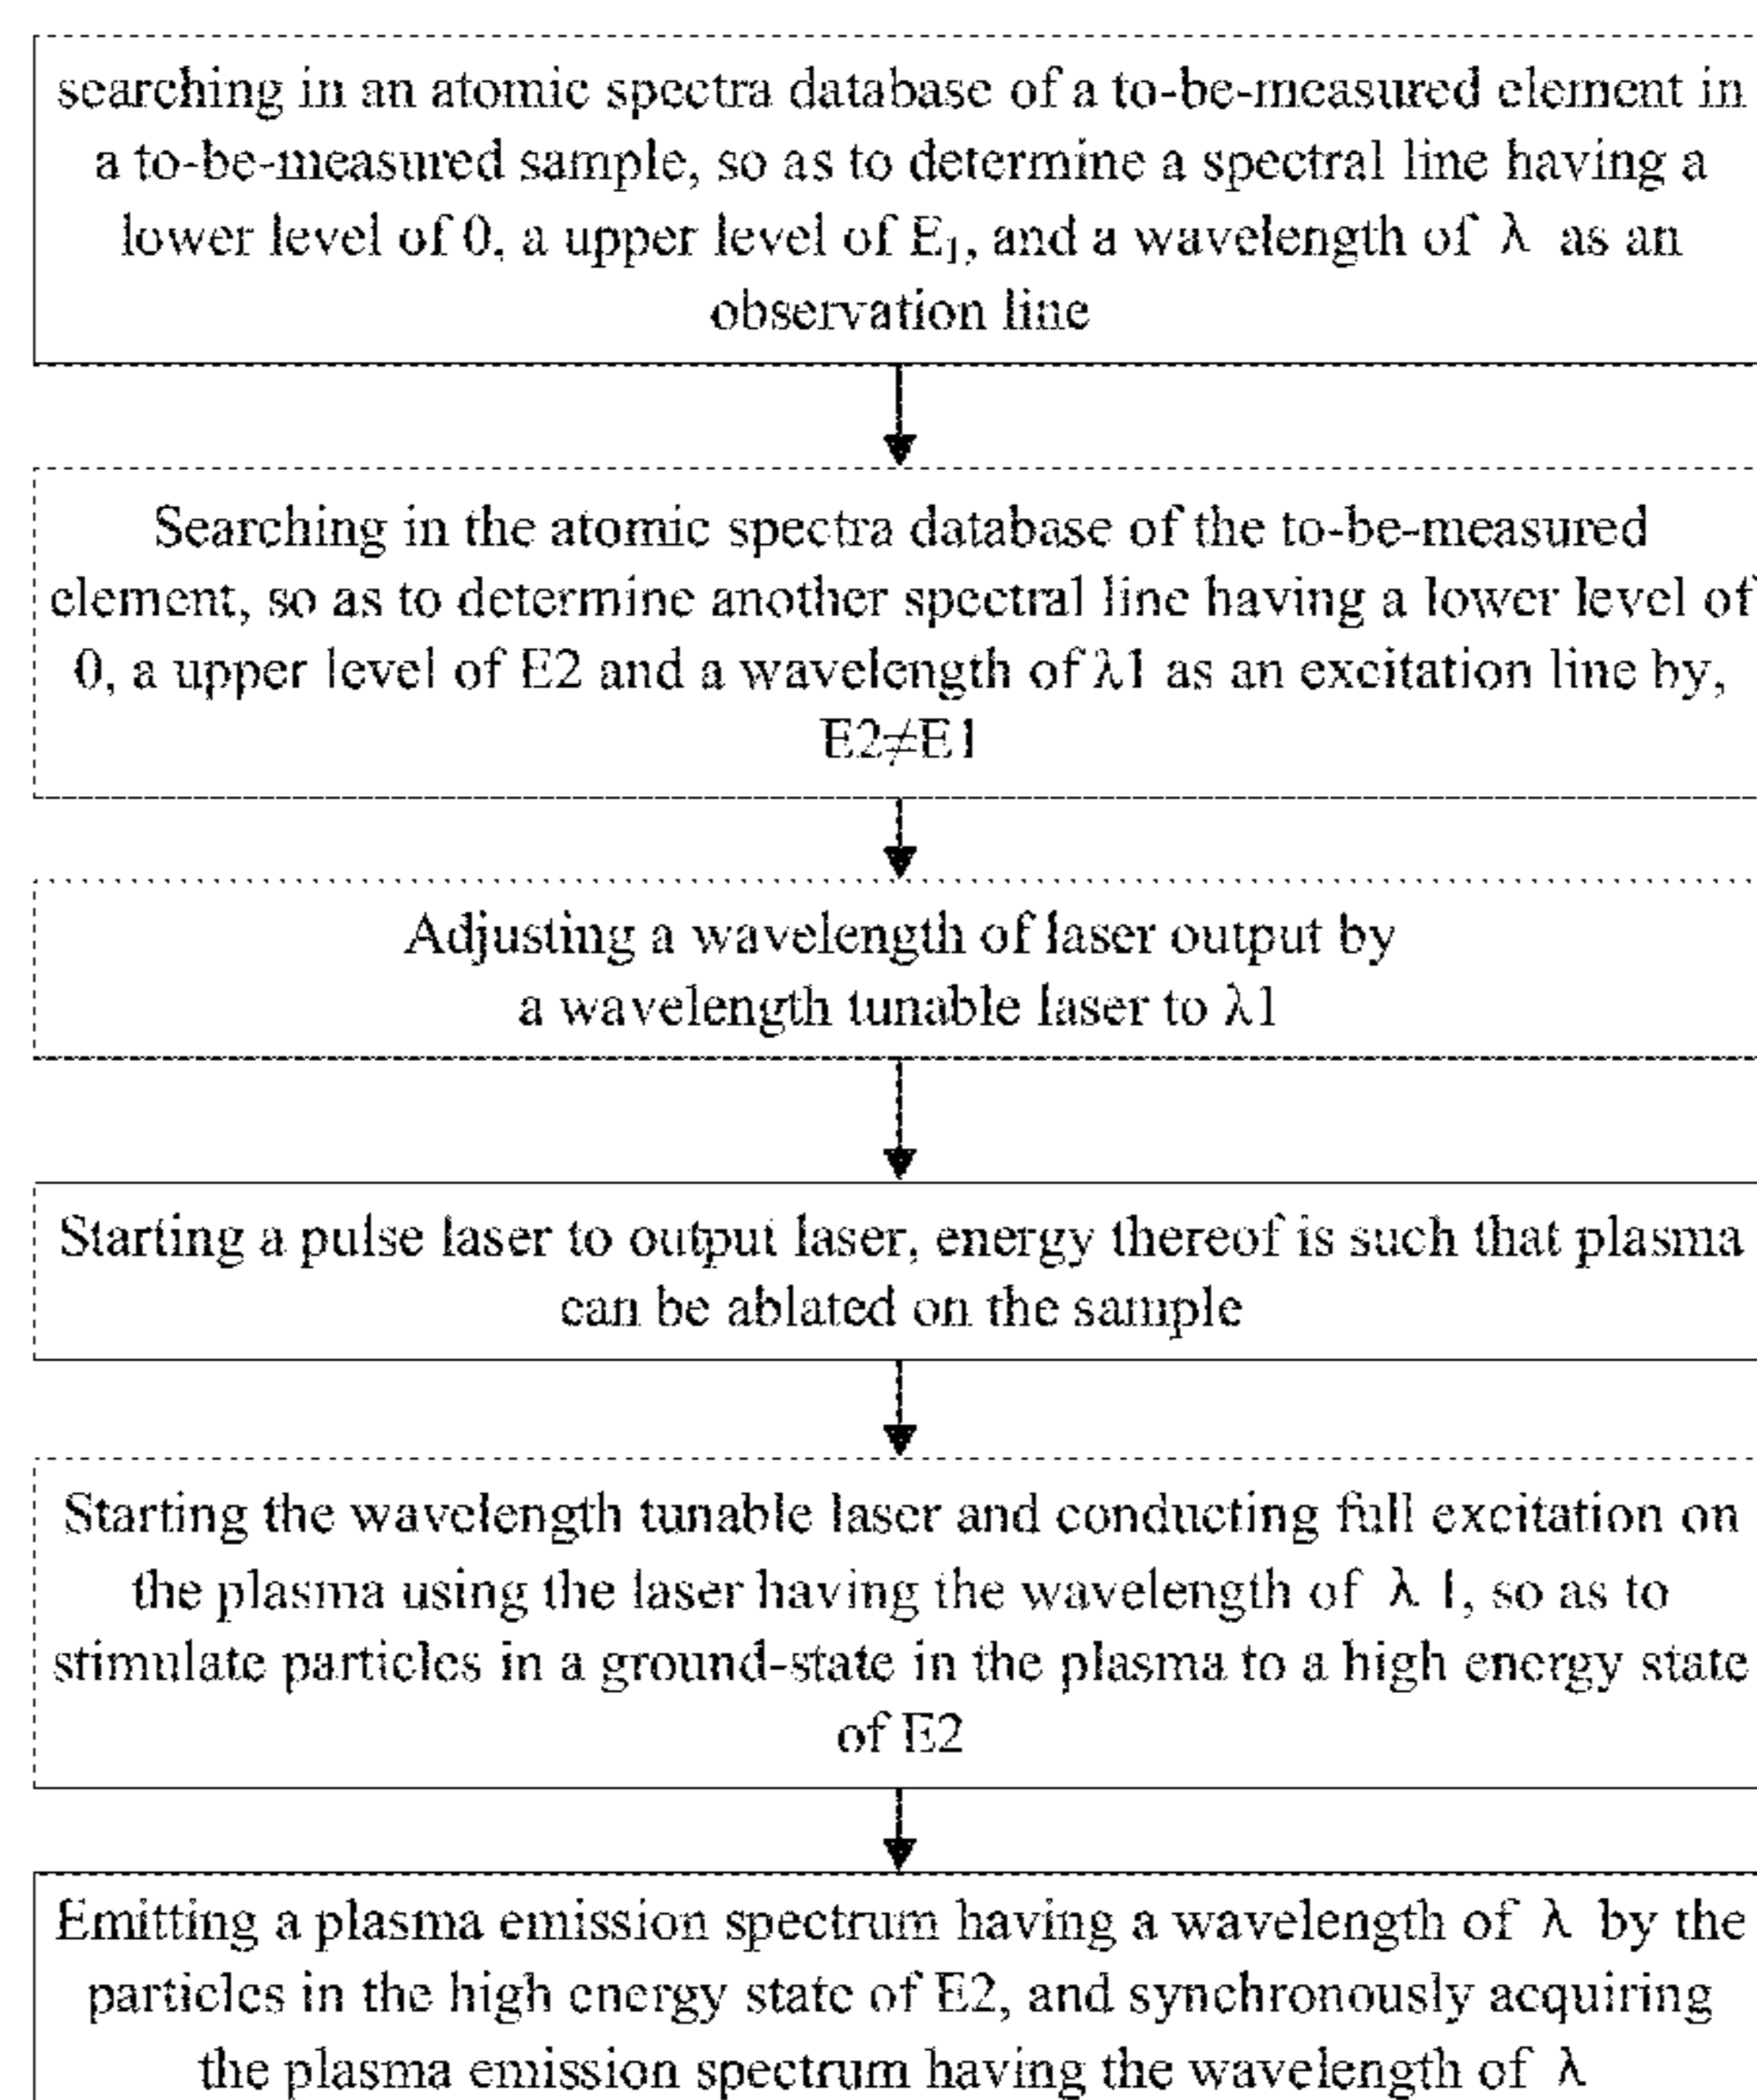 searching in an atomic spectra database of a to-be-measured element in
a to-be-measured sample, so as to determine a spectral line having a
lower level of 0, a upper level of E₁, and a wavelength of λ as an
observation line
Searching in the atomic spectra database of the to-be-measured
element, so as to determine another spectral line having a lower level of
0, a upper level of E2 and a wavelength of λ1 as an excitation line by,
E2≠E1
Adjusting a wavelength of laser output by
a wavelength tunable laser to λ1
Starting a pulse laser to output laser, energy thereof is such that plasma
can be ablated on the sample
Starting the wavelength tunable laser and conducting full excitation on
the plasma using the laser having the wavelength of λ 1, so as to
stimulate particles in a ground-state in the plasma to a high energy state
of E2
Emitting a plasma emission spectrum having a wavelength of λ by the
particles in the high energy state of E2, and synchronously acquiring
the plasma emission spectrum having the wavelength of λ